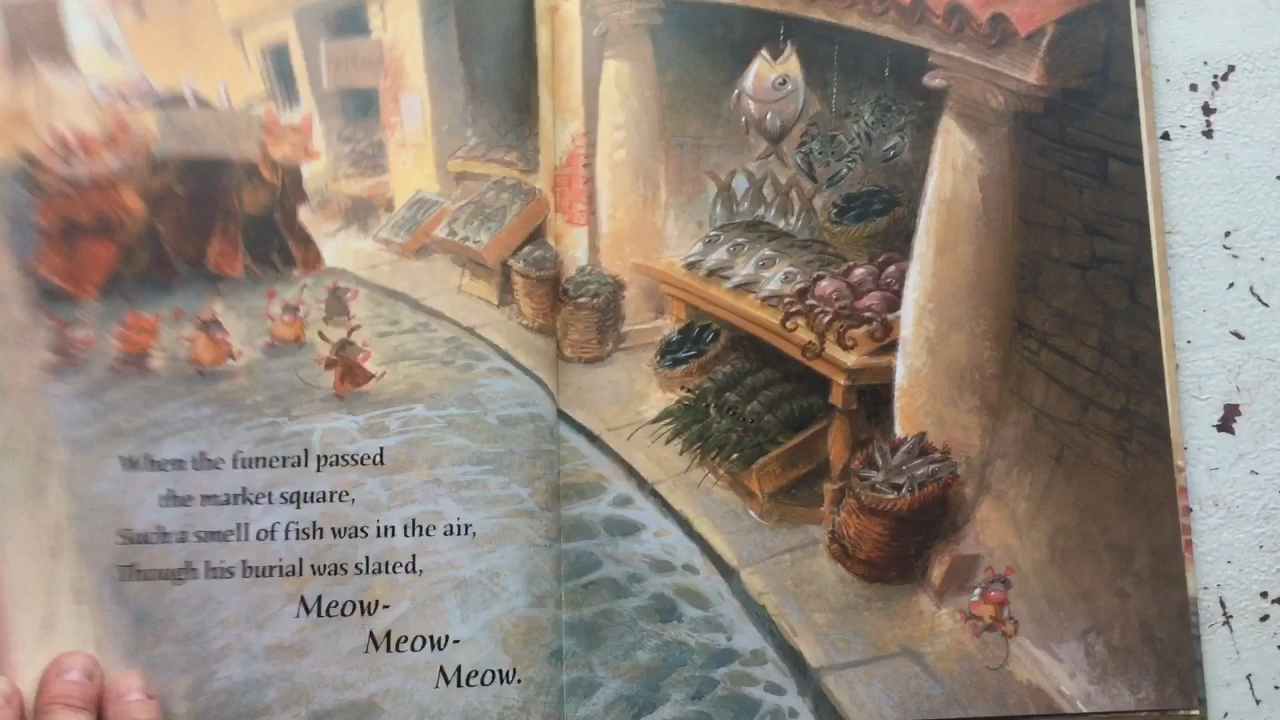 When the funeral passed
the market square,
Such a smell of fish was in the air,
Though his burial was slated,
Meow-
Meow-
Meow.